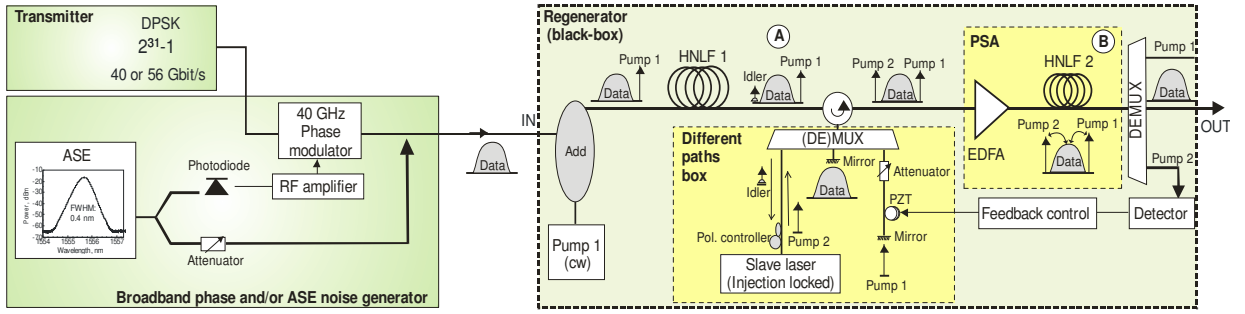 Transmitter
DPSK
2³¹-1
40 or 56 Gbit/s
40 GHz
Phase
modulator
ASE
Power, dBm
-10
-20
-30
-40
-50
-60
-70
FWHM:
0.4 nm
1554
1555
1556
1557
Wavelength, nm
Photodiode
RF amplifier
Attenuator
Broadband phase and/or ASE noise generator
Data
IN
Regenerator
(black-box)
Add
Pump 1
(cw)
Pump 1
Data
HNLF 1
A
Idler
Pump 1
Data
Pump 2
Pump 1
Data
Different
paths
box
(DE)MUX
Idler
Mirror
Data
Attenuator
PZT
Pol. controller
Pump 2
Mirror
Slave laser
(Injection locked)
Pump 1
PSA
B
HNLF 2
EDFA
Pump 2
Pump 1
Data
DEMUX
Pump 1
Data
OUT
Pump 2
Feedback control
Detector